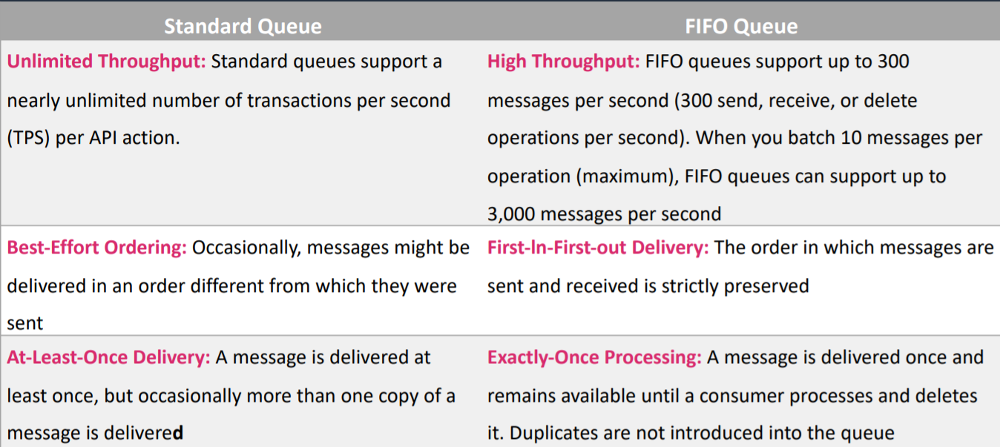 Standard Queue
FIFO Queue
Unlimited Throughput: Standard queues support a
nearly unlimited number of transactions per second
(TPS) per API action.
High Throughput: FIFO queues support up to 300
messages per second (300 send, receive, or delete
operations per second). When you batch 10 messages per
operation (maximum), FIFO queues can support up to
3,000 messages per second
Best-Effort Ordering: Occasionally, messages might be
delivered in an order different from which they were
sent
First-In-First-out Delivery: The order in which messages are
sent and received is strictly preserved
At-Least-Once Delivery: A message is delivered at
least once, but occasionally more than one copy of a
message is delivered
Exactly-Once Processing: A message is delivered once and
remains available until a consumer processes and deletes
it. Duplicates are not introduced into the queue